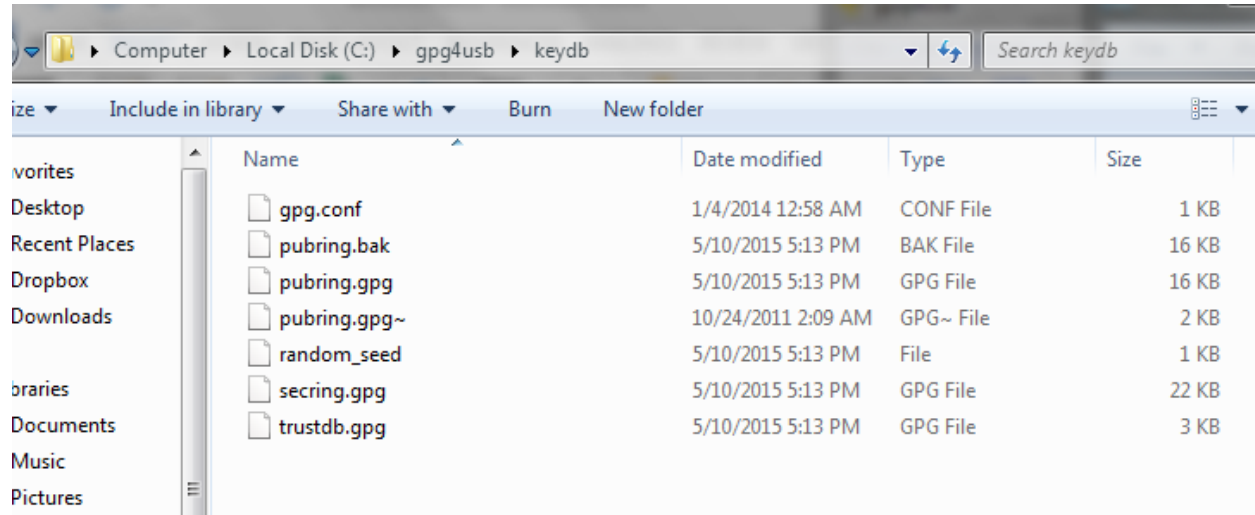 Computer Local Disk (C:) gpg4usb keydb Search keydb
ize Include in library Share with Burn New folder
Name Date modified Type Size
vorites
Desktop gpg.conf 1/4/2014 12:58 AM CONF File 1 KB
Recent Places pubring.bak 5/10/2015 5:13 PM BAK File 16 KB
Dropbox pubring.gpg 5/10/2015 5:13 PM GPG File 16 KB
Downloads pubring.gpg~ 10/24/2011 2:09 AM GPG~ File 2 KB
random_seed 5/10/2015 5:13 PM File 1 KB
braries secring.gpg 5/10/2015 5:13 PM GPG File 22 KB
Documents trustdb.gpg 5/10/2015 5:13 PM GPG File 3 KB
Music
Pictures